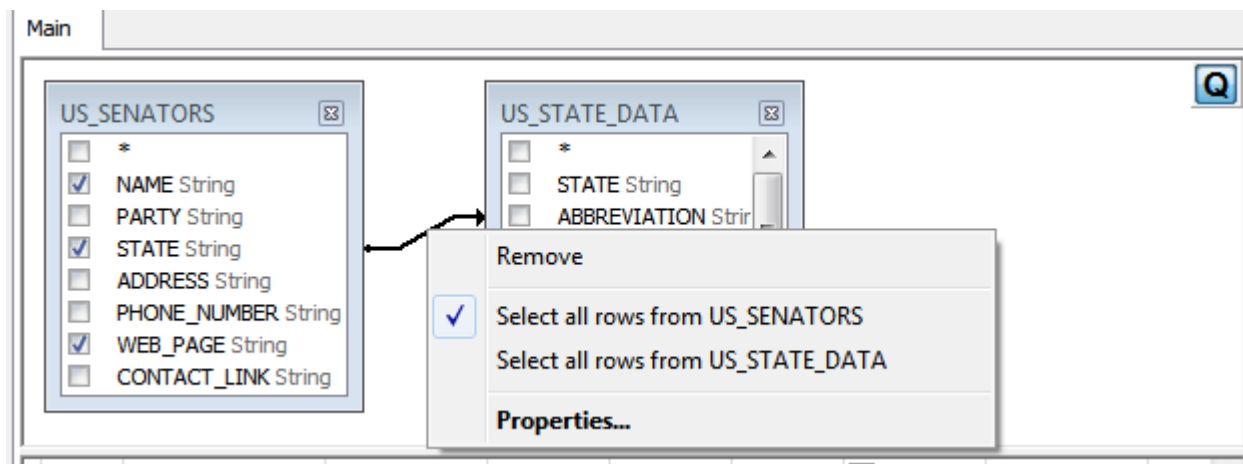 Main
Q
US_SENATORS
*
NAME String
PARTY String
STATE String
ADDRESS String
PHONE_NUMBER String
WEB_PAGE String
CONTACT_LINK String
US_STATE_DATA
*
STATE String
ABBREVIATION Strin
Remove
Select all rows from US_SENATORS
Select all rows from US_STATE_DATA
Properties...